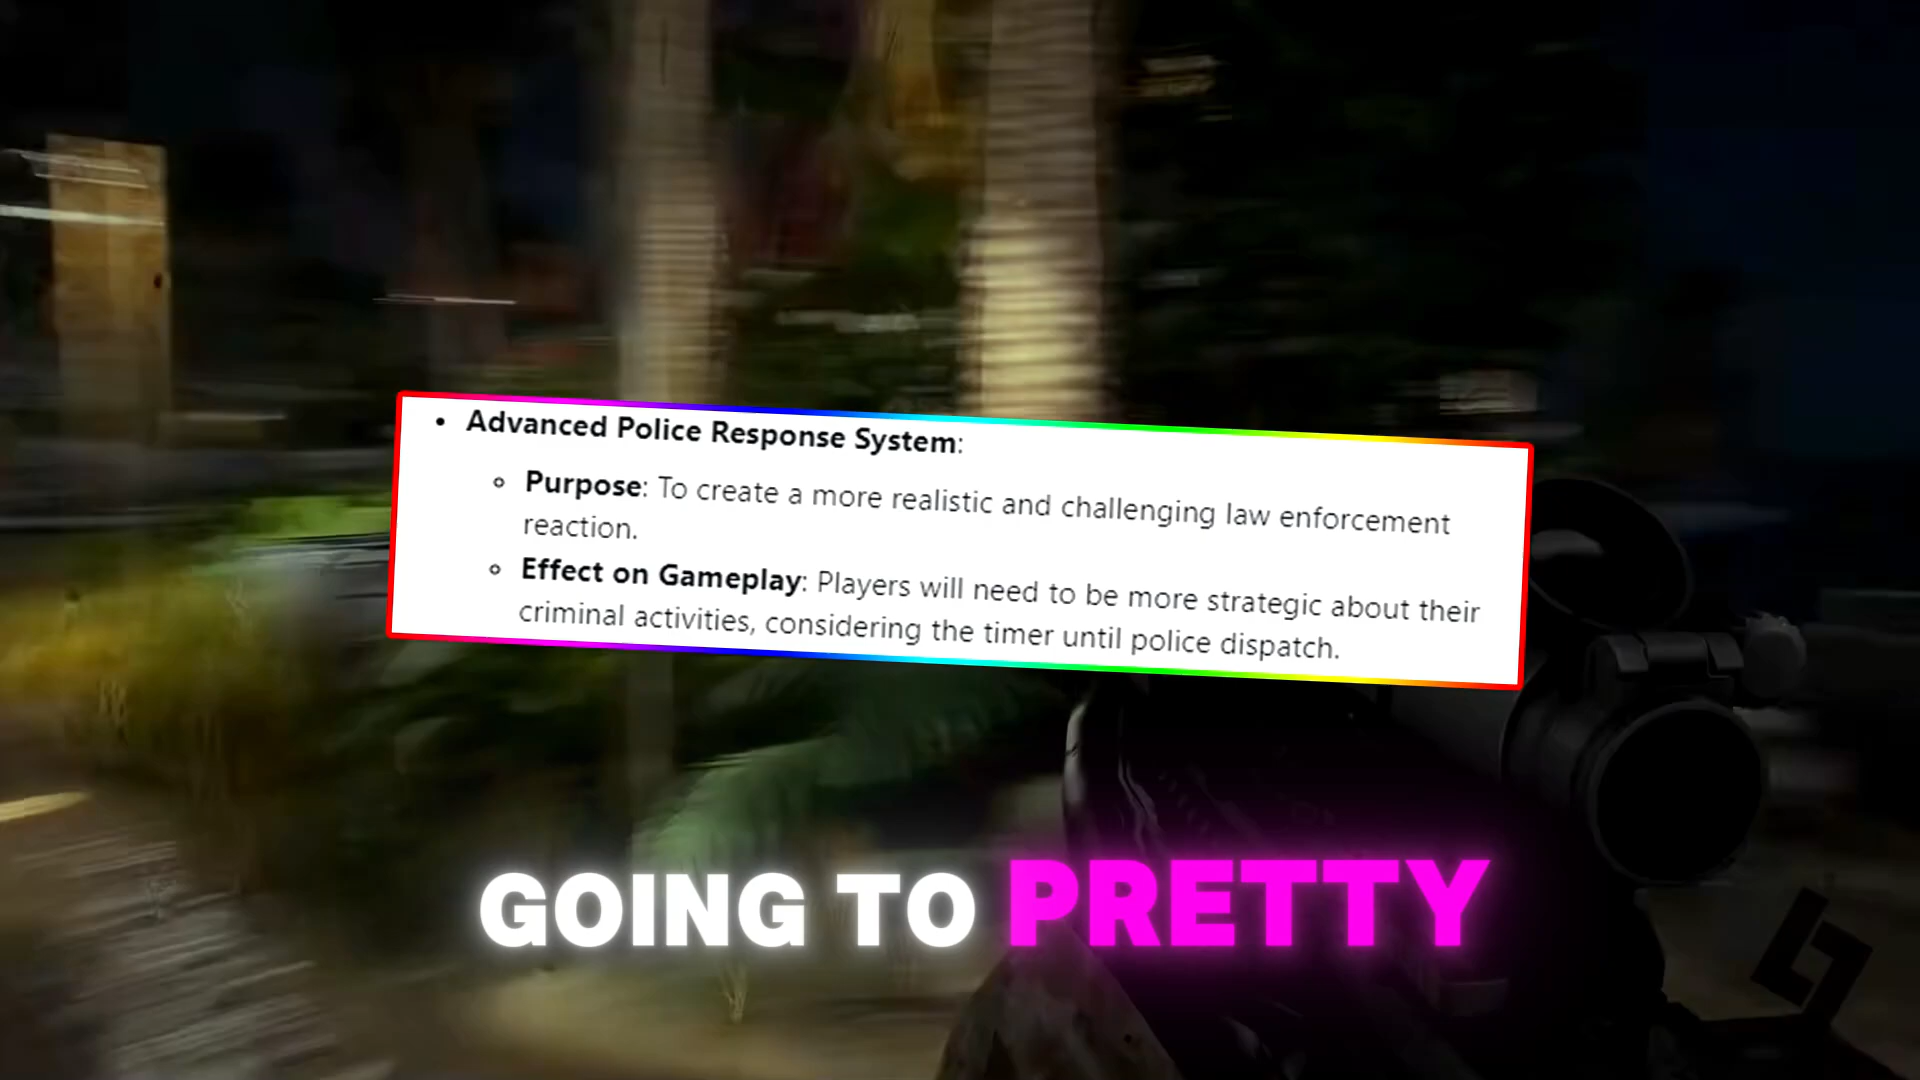 • Advanced Police Response System:
◦ Purpose: To create a more realistic and challenging law enforcement
reaction.
◦ Effect on Gameplay: Players will need to be more strategic about their
criminal activities, considering the timer until police dispatch.
GOING TO PRETTY